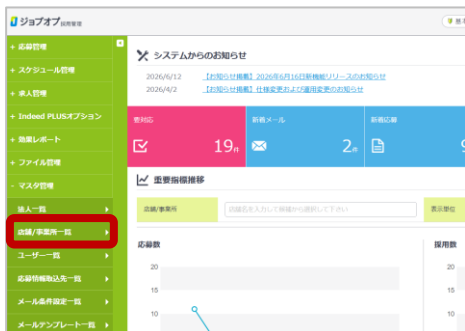 ジョブオプ採用管理
+ 応募管理
+ スケジュール管理
+ 求人管理
+ Indeed PLUSオプション
+ 効果レポート
+ ファイル管理
- マスタ管理
法人一覧
店舗/事業所一覧
ユーザー一覧
応募情報取込先一覧
メール条件設定一覧
メールテンプレート一覧
システムからのお知らせ
2026/6/12 【お知らせ掲載】2026年6月16日新機能リリースのお知らせ
2026/4/2 【お知らせ掲載】仕様変更および運用変更のお知らせ
要対応
19件
新着メール
2件
新着応募
重要指標推移
店舗/事業所
店舗名を入力して候補から選択して下さい
表示単位
応募数
20
15
10
採用数
20
15
10